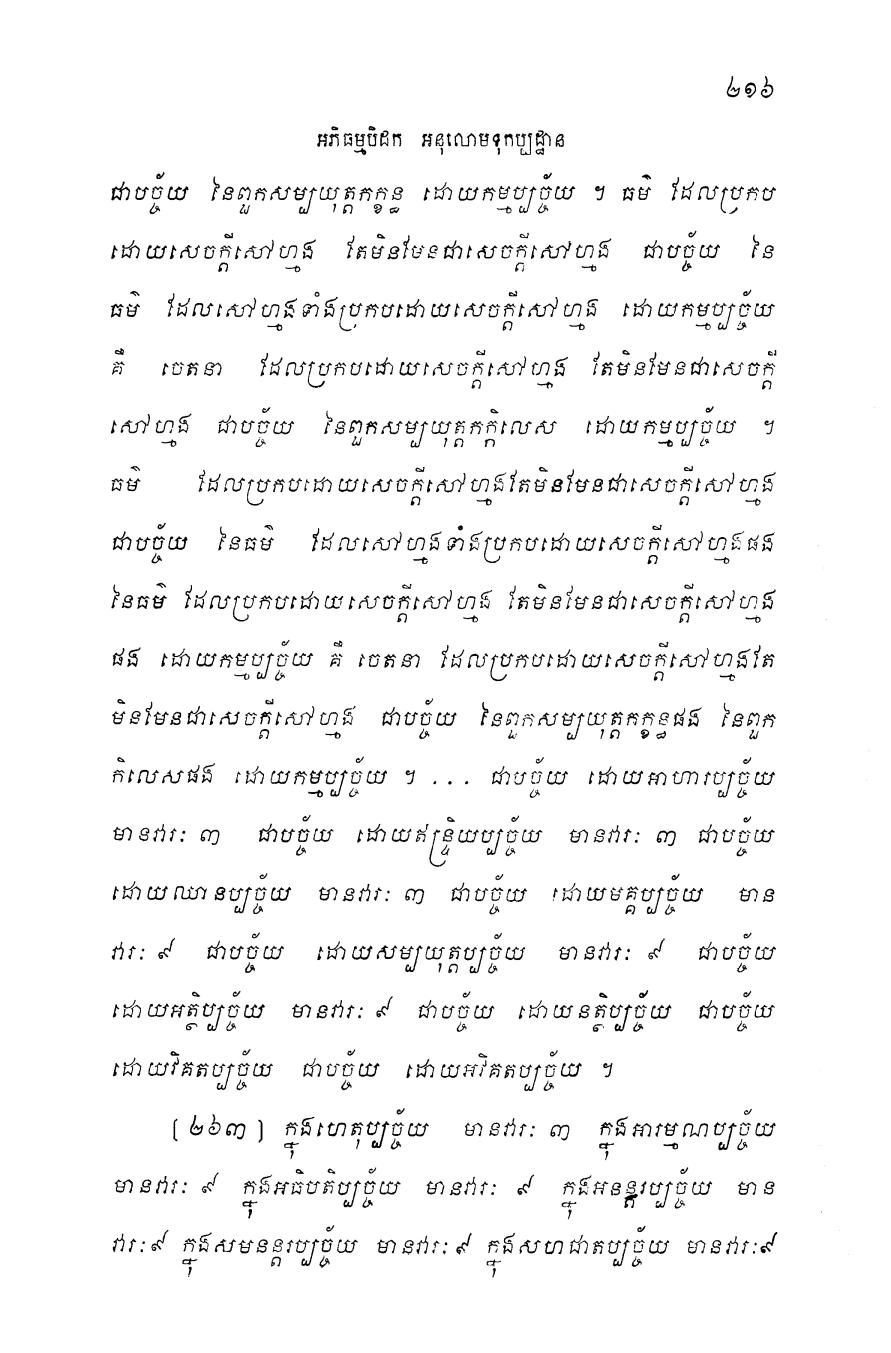 ២១៦
អភិធម្មបិដក អនុលោមទុកប្បដ្ឋាន
ជាបច្ច័យ នៃពួកសម្បយុត្តកក្ខន្ធ ដោយកម្មប្បច្ច័យ ។ ធម៌ ដែលប្រកប
ដោយសេចក្តីសៅហ្មង តែមិនមែនជាសេចក្តីសៅហ្មង ជាបច្ច័យ នៃ
ធម៌ ដែលសៅហ្មងទាំងប្រកបដោយសេចក្តីសៅហ្មង ដោយកម្មប្បច្ច័យ
គឺ ចេតនា ដែលប្រកបដោយសេចក្តីសៅហ្មង តែមិនមែនជាសេចក្តី
សៅហ្មង ជាបច្ច័យ នៃពួកសម្បយុត្តកក្កិលេស ដោយកម្មប្បច្ច័យ ។
ធម៌ ដែលប្រកបដោយសេចក្តីសៅហ្មងតែមិនមែនជាសេចក្តីសៅហ្មង
ជាបច្ច័យ នៃធម៌ ដែលសៅហ្មងទាំងប្រកបដោយសេចក្តីសៅហ្មងផង
នៃធម៌ ដែលប្រកបដោយសេចក្តីសៅហ្មង តែមិនមែនជាសេចក្តីសៅហ្មង
ផង ដោយកម្មប្បច្ច័យ គឺ ចេតនា ដែលប្រកបដោយសេចក្តីសៅហ្មងតែ
មិនមែនជាសេចក្តីសៅហ្មង ជាបច្ច័យ នៃពួកសម្បយុត្តកក្ខន្ធផង នៃពួក
កិលេសផង ដោយកម្មប្បច្ច័យ ។ ... ជាបច្ច័យ ដោយអាហារប្បច្ច័យ
មានវារៈ ៣ ជាបច្ច័យ ដោយឥន្ទ្រិយប្បច្ច័យ មានវារៈ ៣ ជាបច្ច័យ
ដោយឈានប្បច្ច័យ មានវារៈ ៣ ជាបច្ច័យ ដោយមគ្គប្បច្ច័យ មាន
វារៈ ៩ ជាបច្ច័យ ដោយសម្បយុត្តប្បច្ច័យ មានវារៈ ៩ ជាបច្ច័យ
ដោយអត្ថិប្បច្ច័យ មានវារៈ ៩ ជាបច្ច័យ ដោយនត្ថិប្បច្ច័យ ជាបច្ច័យ
ដោយវិគតប្បច្ច័យ ជាបច្ច័យ ដោយអវិគតប្បច្ច័យ ។
[ ២៦៣ ] ក្នុងហេតុប្បច្ច័យ មានវារៈ ៣ ក្នុងអារម្មណប្បច្ច័យ
មានវារៈ ៩ ក្នុងអធិបតិប្បច្ច័យ មានវារៈ ៩ ក្នុងអនន្តរប្បច្ច័យ មាន
វារៈ ៩ ក្នុងសមនន្តរប្បច្ច័យ មានវារៈ ៩ ក្នុងសហជាតប្បច្ច័យ មានវារៈ ៩